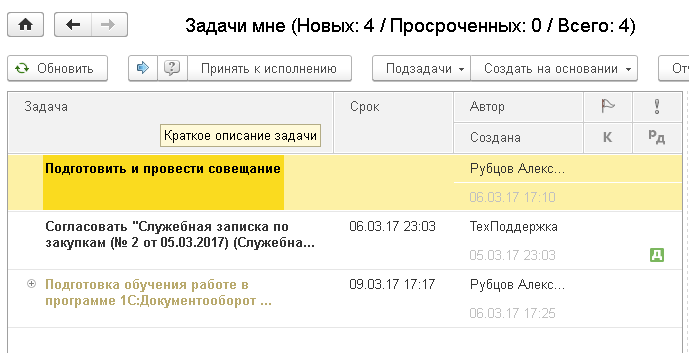 Задачи мне (Новых: 4 / Просроченных: 0 / Всего: 4)
Обновить
Принять к исполнению
Подзадачи
Создать на основании
Отч
Задача
Срок
Автор
Краткое описание задачи
Создана
К
Рд
Подготовить и провести совещание
Рубцов Алекс...
06.03.17 17:10
Согласовать "Служебная записка по
закупкам (№ 2 от 05.03.2017) (Служебна...
06.03.17 23:03
ТехПоддержка
05.03.17 23:03
Д
Подготовка обучения работе в
программе 1С:Документооборот ...
09.03.17 17:17
Рубцов Алекс...
06.03.17 17:25